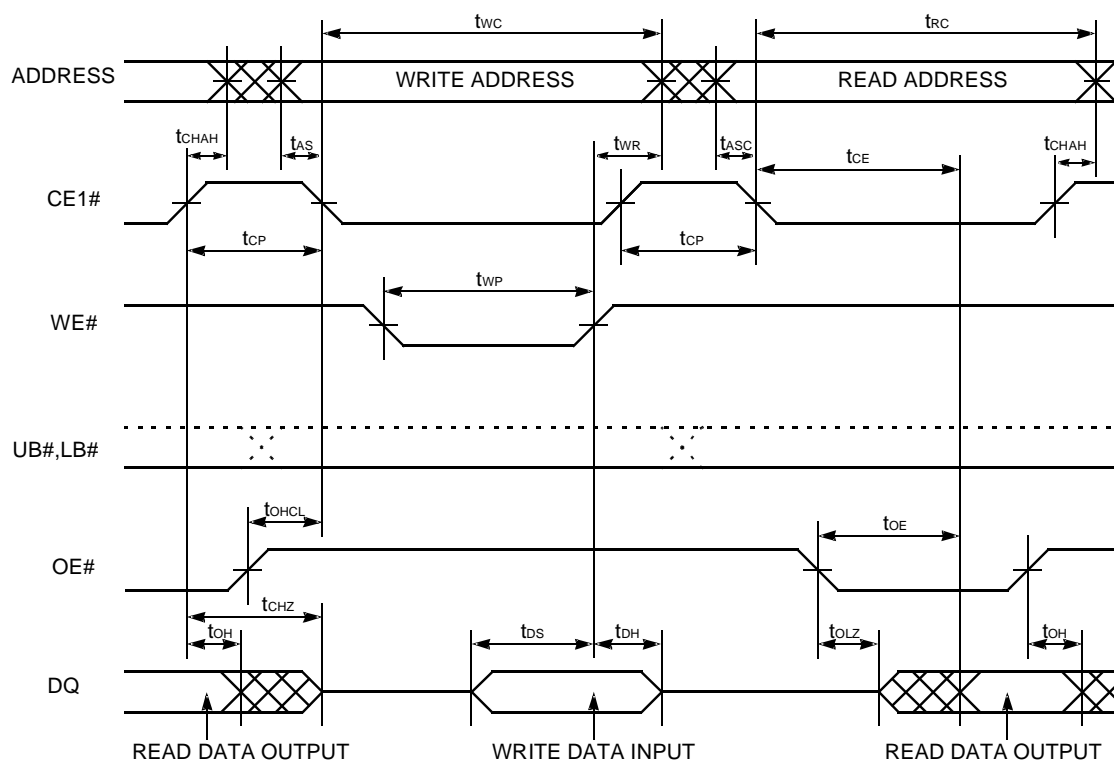 tWC tRC
ADDRESS WRITE ADDRESS READ ADDRESS
tCHAH tAS tWR tASC tCE tCHAH
CE1#
tCP tCP
tWP
WE#
UB#,LB#
tOHCL tOE
OE#
tCHZ
tOH tDS tDH tOLZ tOH
DQ
READ DATA OUTPUT WRITE DATA INPUT READ DATA OUTPUT